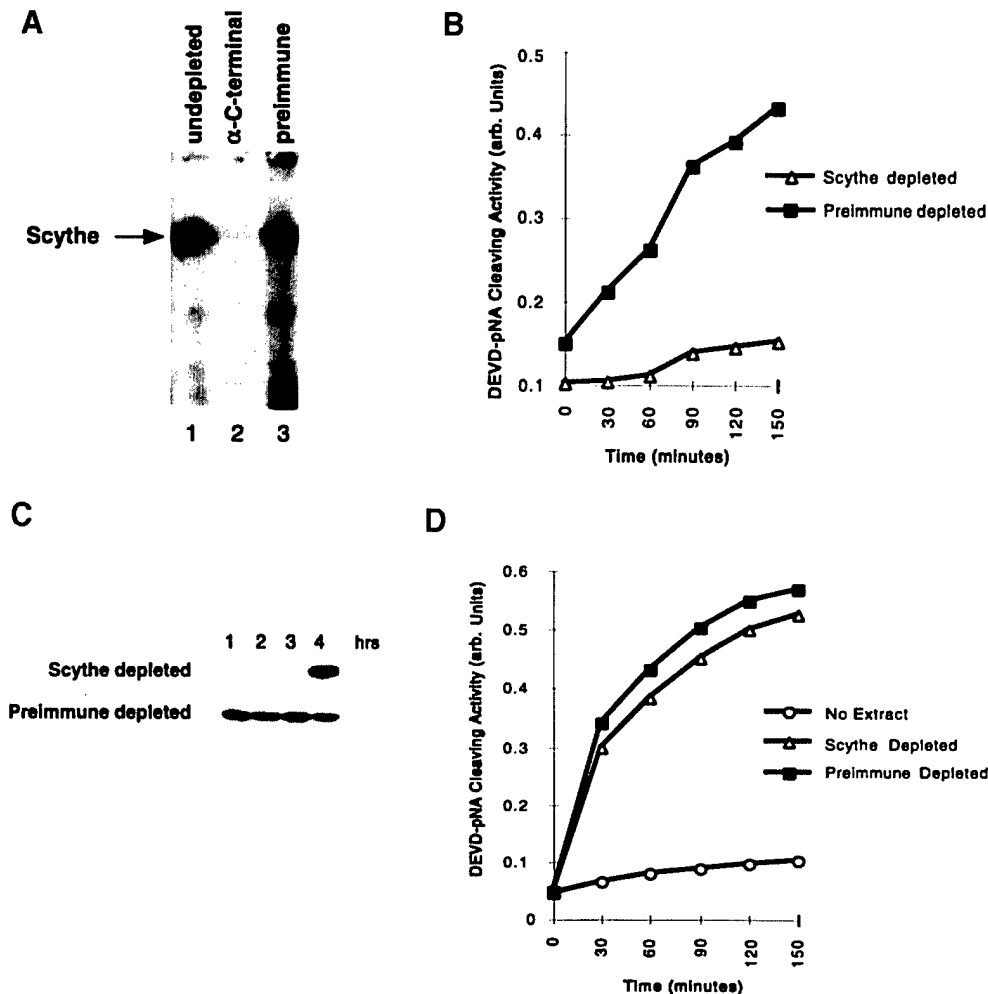 A
undepleted
α-C-terminal
preimmune
Scythe
1 2 3
B
DEVD-pNA Cleaving Activity (arb. Units)
0.5
0.4
0.3
0.2
0.1
0 30 60 90 120 150
Time (minutes)
Scythe depleted
Preimmune depleted
C
1 2 3 4 hrs
Scythe depleted
Preimmune depleted
D
DEVD-pNA Cleaving Activity (arb. Units)
0.6
0.5
0.4
0.3
0.2
0.1
0
0 30 60 90 120 150
Time (minutes)
No Extract
Scythe Depleted
Preimmune Depleted